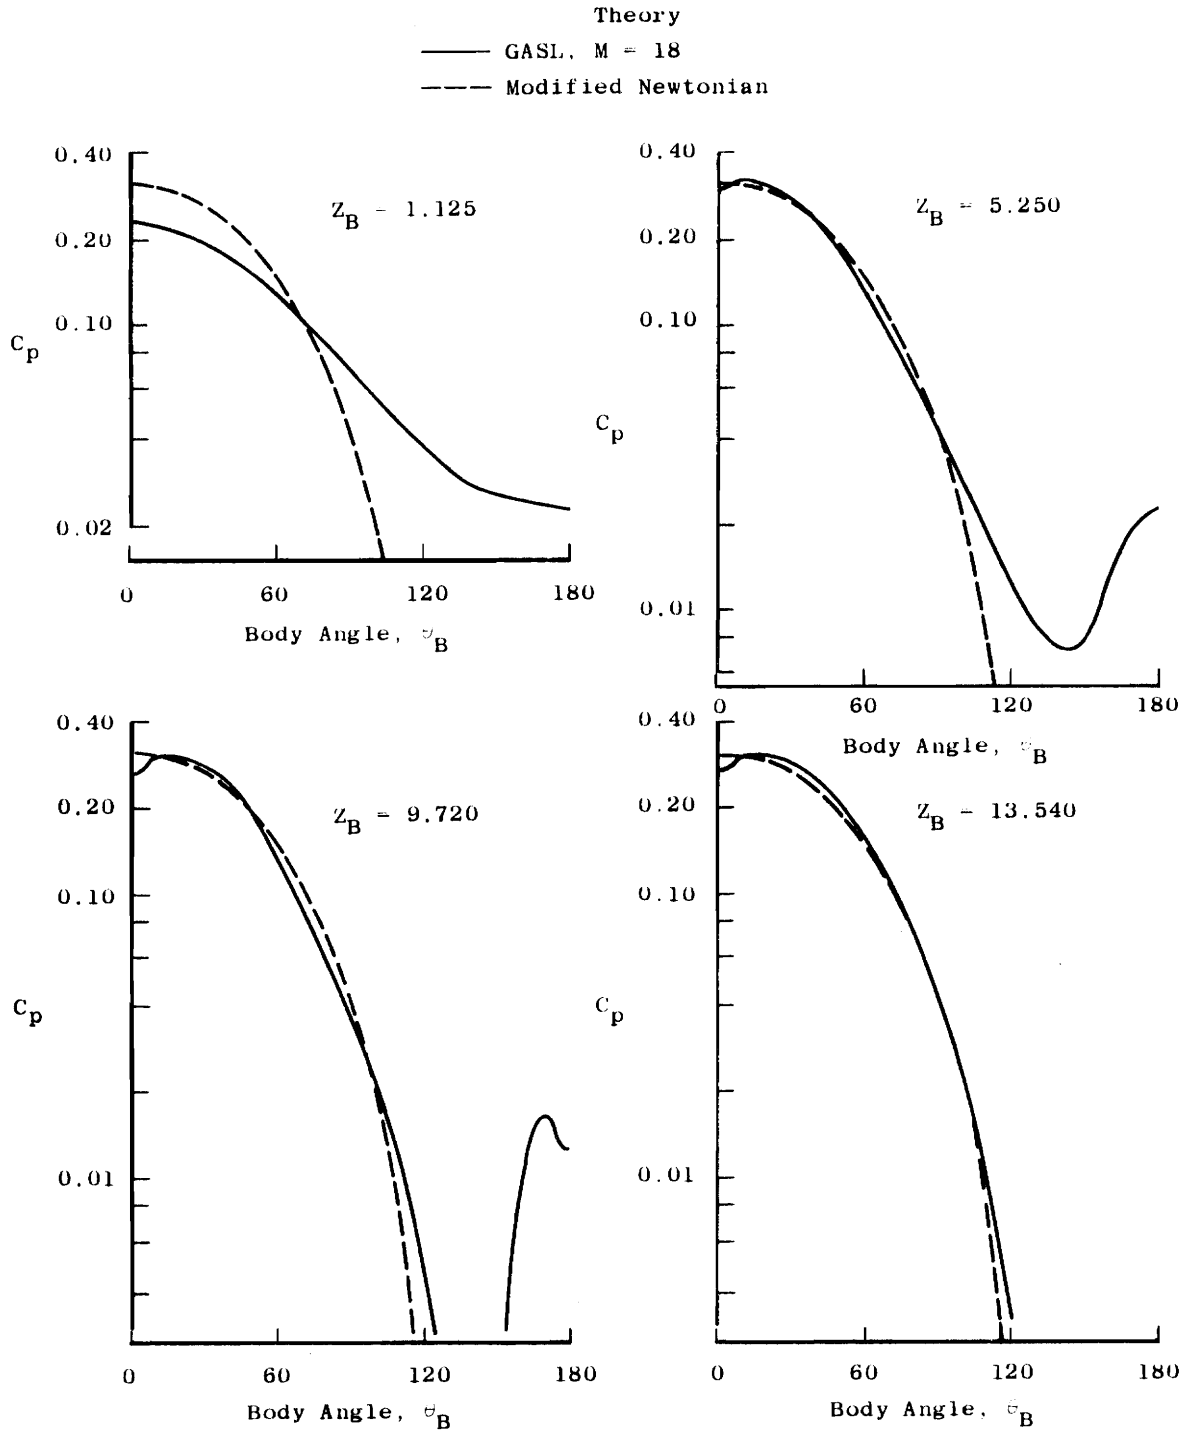 Theory
GASL, M = 18
Modified Newtonian
0.40
0.20
0.10
0.02
C_p
Z_B = 1.125
0 60 120 180
Body Angle, θ_B
0.40
0.20
0.10
0.01
C_p
Z_B = 5.250
0 60 120 180
Body Angle, θ_B
0.40
0.20
0.10
0.01
C_p
Z_B = 9.720
0 60 120 180
Body Angle, θ_B
0.40
0.20
0.10
0.01
C_p
Z_B = 13.540
0 60 120 180
Body Angle, θ_B